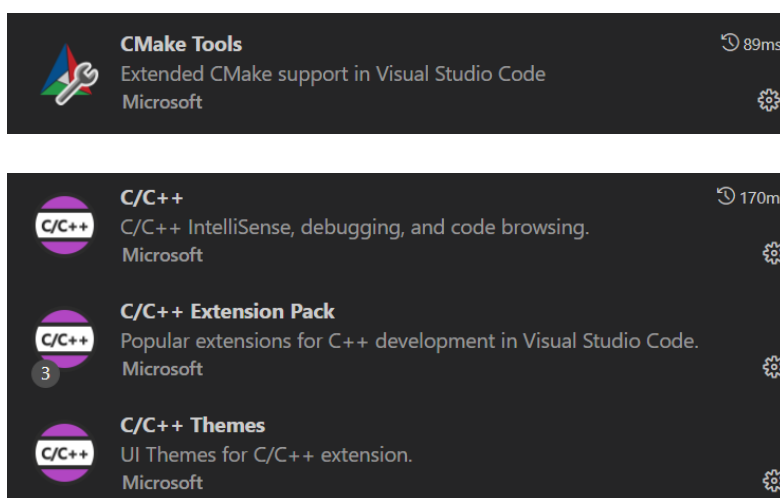 CMake Tools
89ms
Extended CMake support in Visual Studio Code
Microsoft
C/C++
170m
C/C++
C/C++ IntelliSense, debugging, and code browsing.
Microsoft
C/C++ Extension Pack
C/C++
Popular extensions for C++ development in Visual Studio Code.
3
Microsoft
C/C++ Themes
C/C++
UI Themes for C/C++ extension.
Microsoft